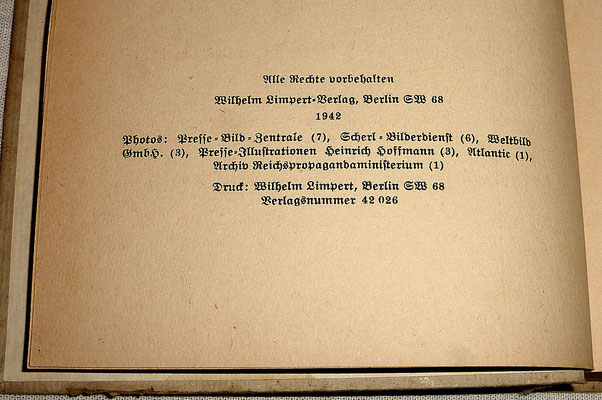 Alle Rechte vorbehalten
Wilhelm Limpert-Verlag, Berlin SW 68
1942
Photos: Presse-Bild-Zentrale (7), Scherl-Bilderdienst (6), Weltbild
GmbH. (3), Presse-Illustrationen Heinrich Hoffmann (3), Atlantic (1),
Archiv Reichspropagandaministerium (1)
Druck: Wilhelm Limpert, Berlin SW 68
Verlagsnummer 42 026